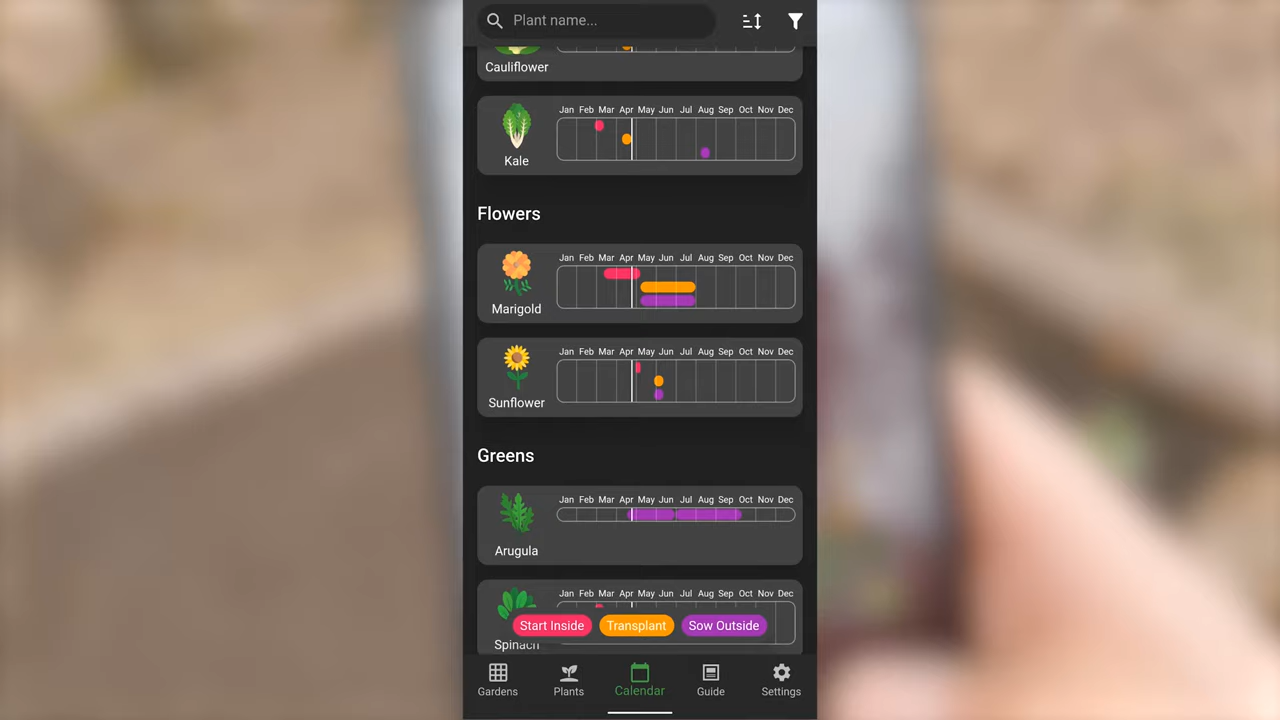 Plant name...
Cauliflower
Jan Feb Mar Apr May Jun Jul Aug Sep Oct Nov Dec
Kale
Flowers
Jan Feb Mar Apr May Jun Jul Aug Sep Oct Nov Dec
Marigold
Jan Feb Mar Apr May Jun Jul Aug Sep Oct Nov Dec
Sunflower
Greens
Jan Feb Mar Apr May Jun Jul Aug Sep Oct Nov Dec
Arugula
Jan Feb Mar Apr May Jun Jul Aug Sep Oct Nov Dec
Start Inside Transplant Sow Outside
Spinach
Gardens Plants Calendar Guide Settings